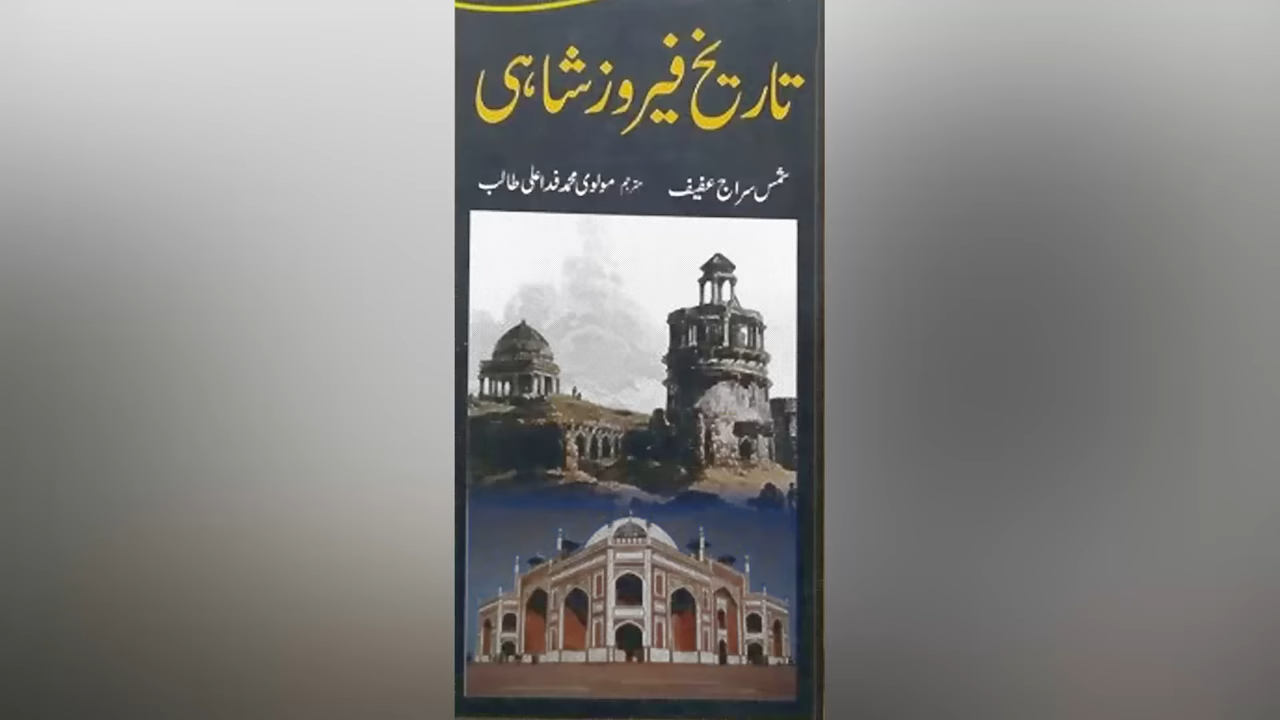 تاریخ فیروز شاہی
شمس سراج عفیف مترجم مولوی محمد فدا علی طالب